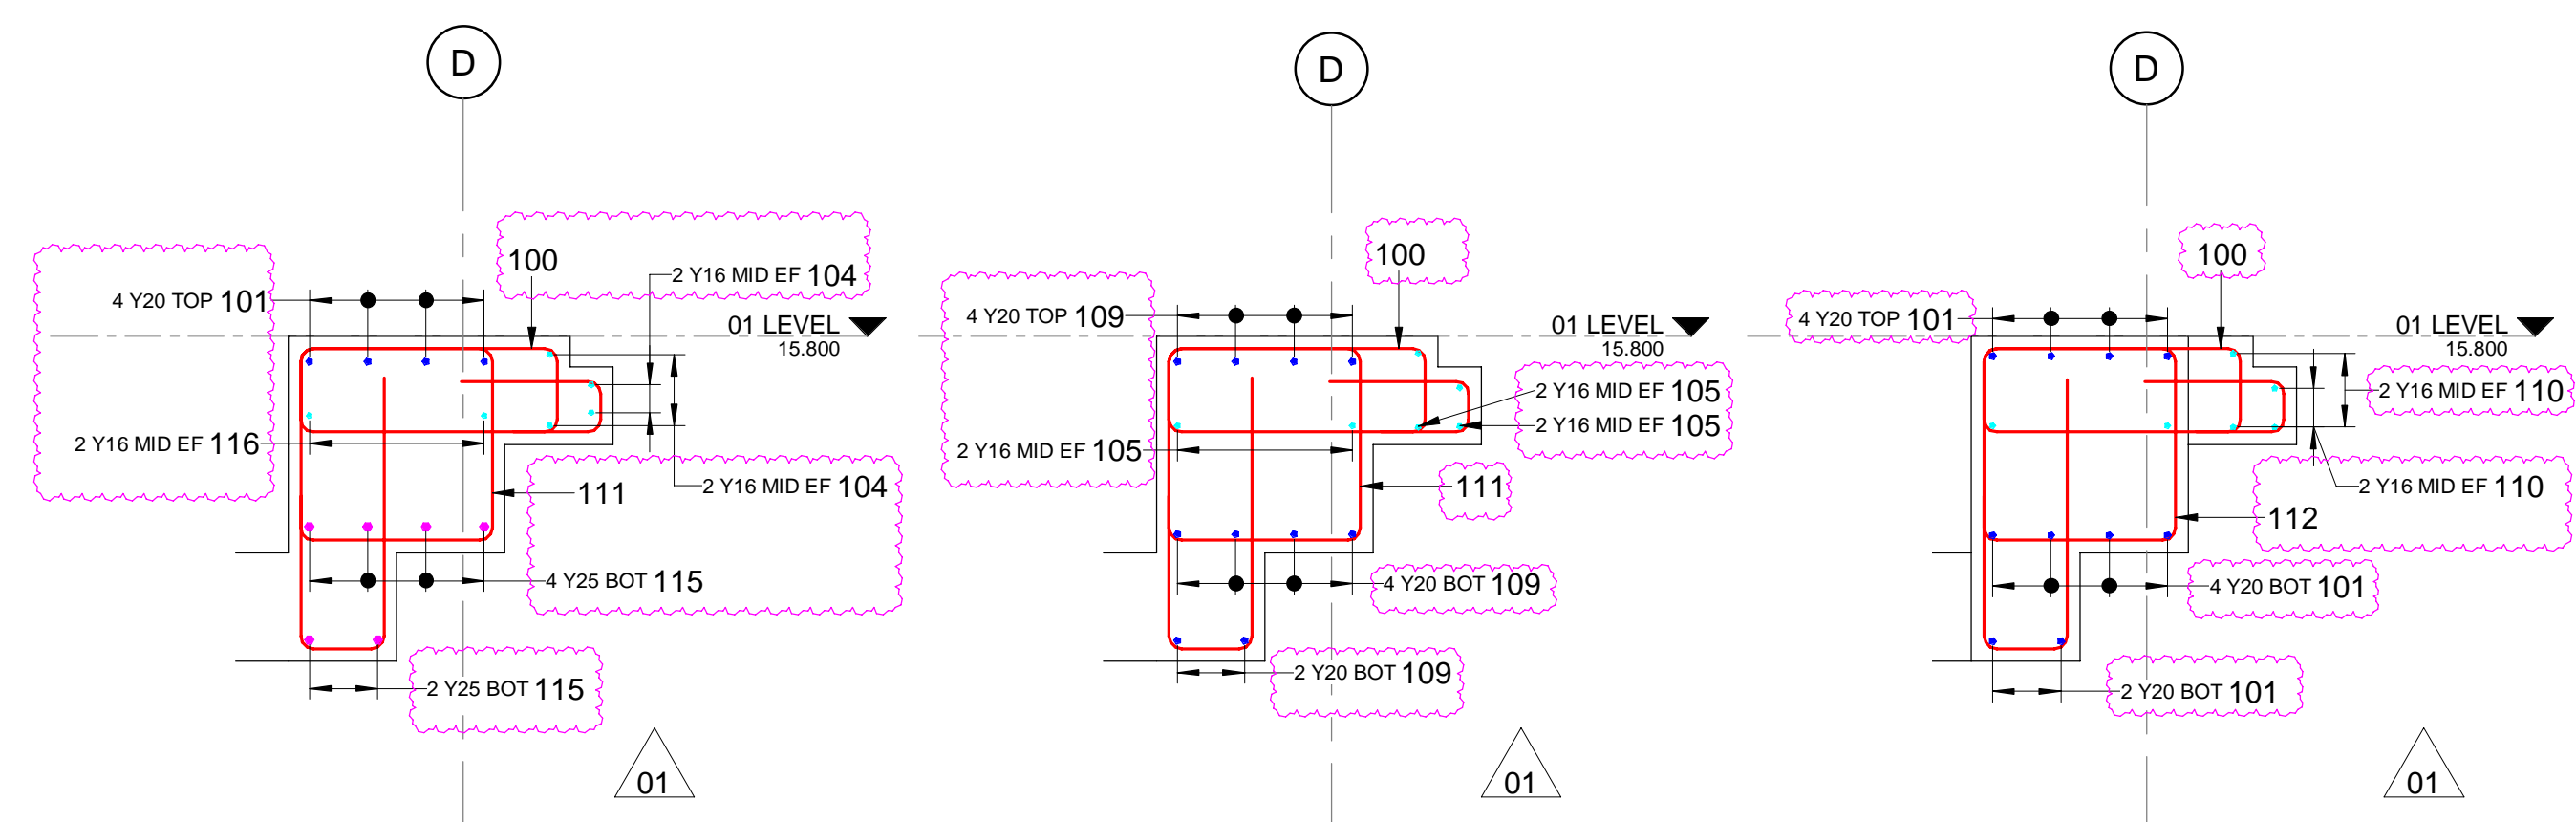 D
100
2 Y16 MID EF 104
4 Y20 TOP 101
01 LEVEL
15.800
2 Y16 MID EF 116
2 Y16 MID EF 104
111
4 Y25 BOT 115
2 Y25 BOT 115
01
D
100
4 Y20 TOP 109
01 LEVEL
15.800
2 Y16 MID EF 105
2 Y16 MID EF 105
2 Y16 MID EF 105
111
4 Y20 BOT 109
2 Y20 BOT 109
01
D
100
4 Y20 TOP 101
01 LEVEL
15.800
2 Y16 MID EF 110
2 Y16 MID EF 110
112
4 Y20 BOT 101
2 Y20 BOT 101
01